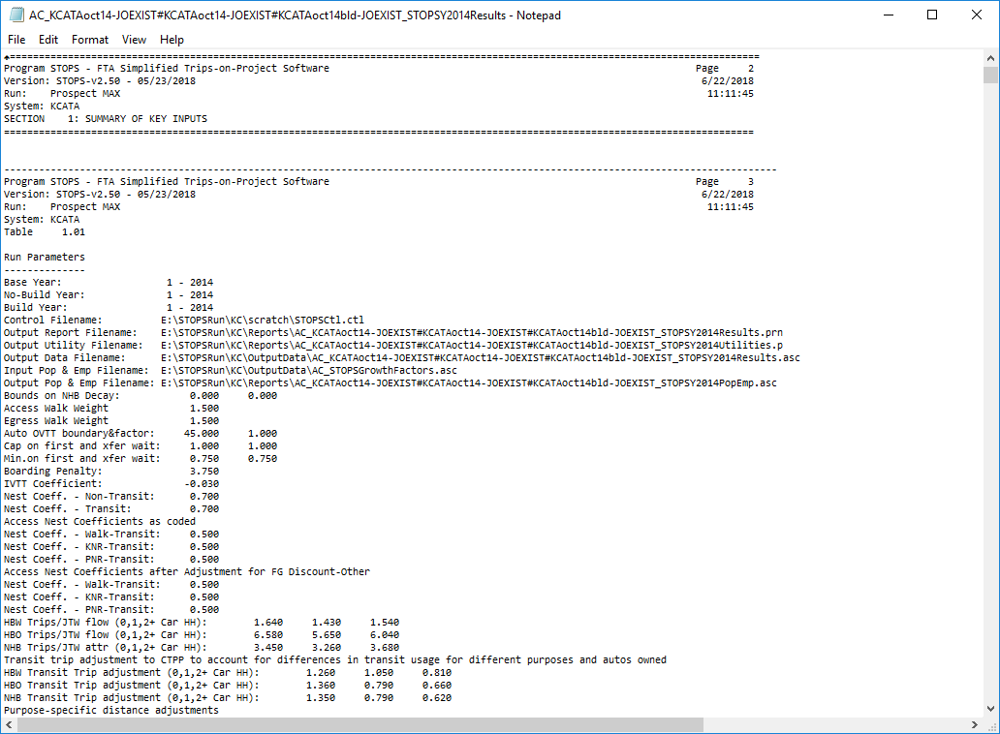 AC_KCATAoct14-JOEXIST#KCATAoct14-JOEXIST#KCATAoct14bld-JOEXIST_STOPSY2014Results - Notepad
File Edit Format View Help
Program STOPS - FTA Simplified Trips-on-Project Software Page 2
Version: STOPS-v2.50 - 05/23/2018 6/22/2018
Run: Prospect MAX 11:11:45
System: KCATA
SECTION 1: SUMMARY OF KEY INPUTS
Program STOPS - FTA Simplified Trips-on-Project Software Page 3
Version: STOPS-v2.50 - 05/23/2018 6/22/2018
Run: Prospect MAX 11:11:45
System: KCATA
Table 1.01
Run Parameters
--------------
Base Year: 1 - 2014
No-Build Year: 1 - 2014
Build Year: 1 - 2014
Control Filename: E:\STOPSRun\KC\scratch\STOPSCtl.ctl
Output Report Filename: E:\STOPSRun\KC\Reports\AC_KCATAoct14-JOEXIST#KCATAoct14-JOEXIST#KCATAoct14bld-JOEXIST_STOPSY2014Results.prn
Output Utility Filename: E:\STOPSRun\KC\Reports\AC_KCATAoct14-JOEXIST#KCATAoct14-JOEXIST#KCATAoct14bld-JOEXIST_STOPSY2014Utilities.p
Output Data Filename: E:\STOPSRun\KC\OutputData\AC_KCATAoct14-JOEXIST#KCATAoct14-JOEXIST#KCATAoct14bld-JOEXIST_STOPSY2014Results.asc
Input Pop & Emp Filename: E:\STOPSRun\KC\OutputData\AC_STOPSGrowthFactors.asc
Output Pop & Emp Filename: E:\STOPSRun\KC\Reports\AC_KCATAoct14-JOEXIST#KCATAoct14-JOEXIST#KCATAoct14bld-JOEXIST_STOPSY2014PopEmp.asc
Bounds on NHB Decay: 0.000 0.000
Access Walk Weight 1.500
Egress Walk Weight 1.500
Auto OVTT boundary&factor: 45.000 1.000
Cap on first and xfer wait: 1.000 1.000
Min.on first and xfer wait: 0.750 0.750
Boarding Penalty: 3.750
IVTT Coefficient: -0.030
Nest Coeff. - Non-Transit: 0.700
Nest Coeff. - Transit: 0.700
Access Nest Coefficients as coded
Nest Coeff. - Walk-Transit: 0.500
Nest Coeff. - KNR-Transit: 0.500
Nest Coeff. - PNR-Transit: 0.500
Access Nest Coefficients after Adjustment for FG Discount-Other
Nest Coeff. - Walk-Transit: 0.500
Nest Coeff. - KNR-Transit: 0.500
Nest Coeff. - PNR-Transit: 0.500
HBW Trips/JTW flow (0,1,2+ Car HH): 1.640 1.430 1.540
HBO Trips/JTW flow (0,1,2+ Car HH): 6.580 5.650 6.040
NHB Trips/JTW attr (0,1,2+ Car HH): 3.450 3.260 3.680
Transit trip adjustment to CTPP to account for differences in transit usage for different purposes and autos owned
HBW Transit Trip adjustment (0,1,2+ Car HH): 1.260 1.050 0.810
HBO Transit Trip adjustment (0,1,2+ Car HH): 1.360 0.790 0.660
NHB Transit Trip adjustment (0,1,2+ Car HH): 1.350 0.790 0.620
Purpose-specific distance adjustments